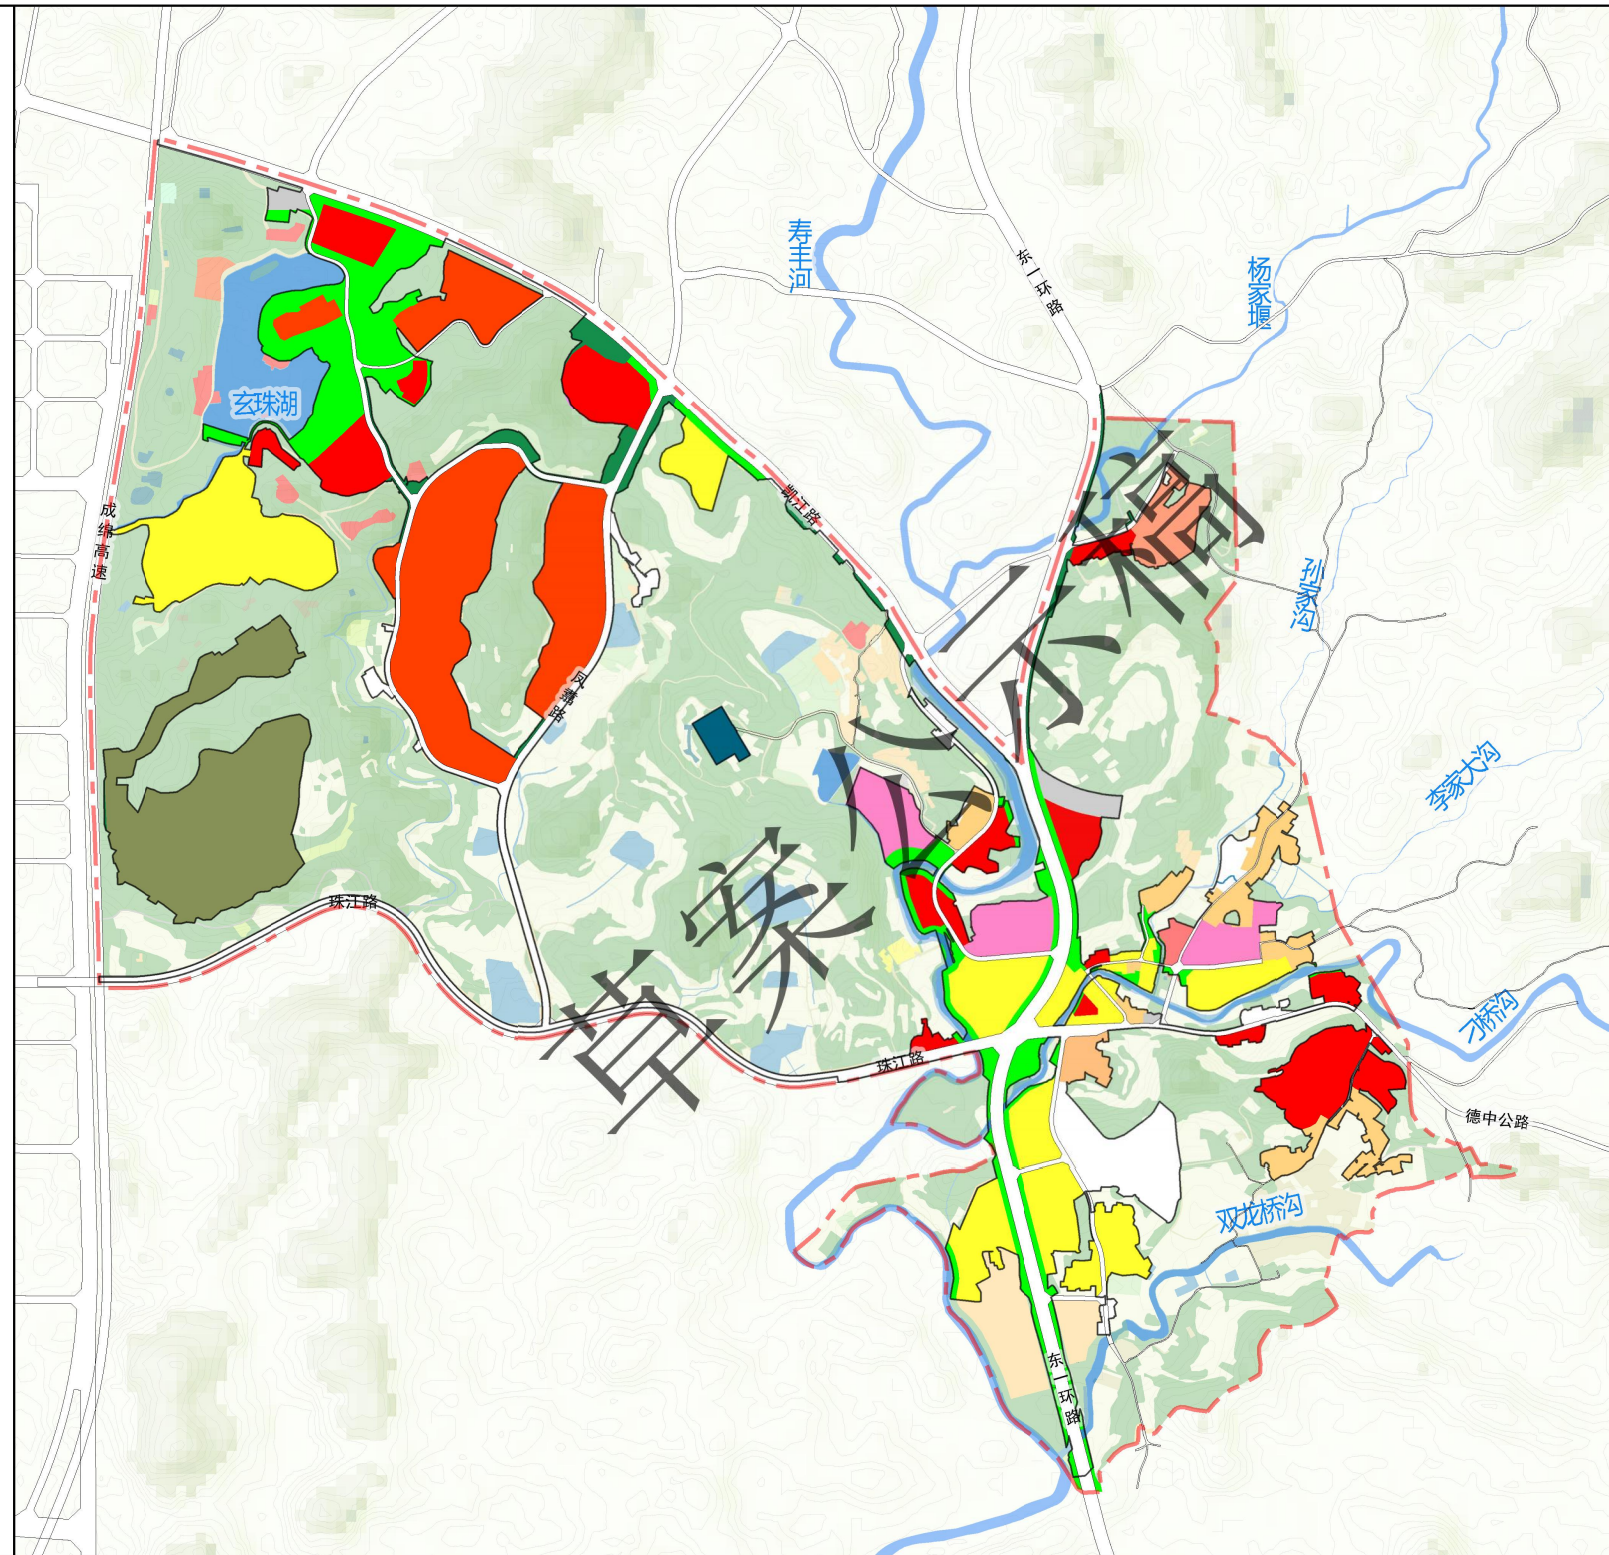 寿丰河
东一环路
杨家堰
玄珠湖
凯江路
成绵高速
孙家沟
凤翥路
李家大沟
珠江路
刁桥沟
珠江路
德中公路
双龙桥沟
东一环路
草案公示稿